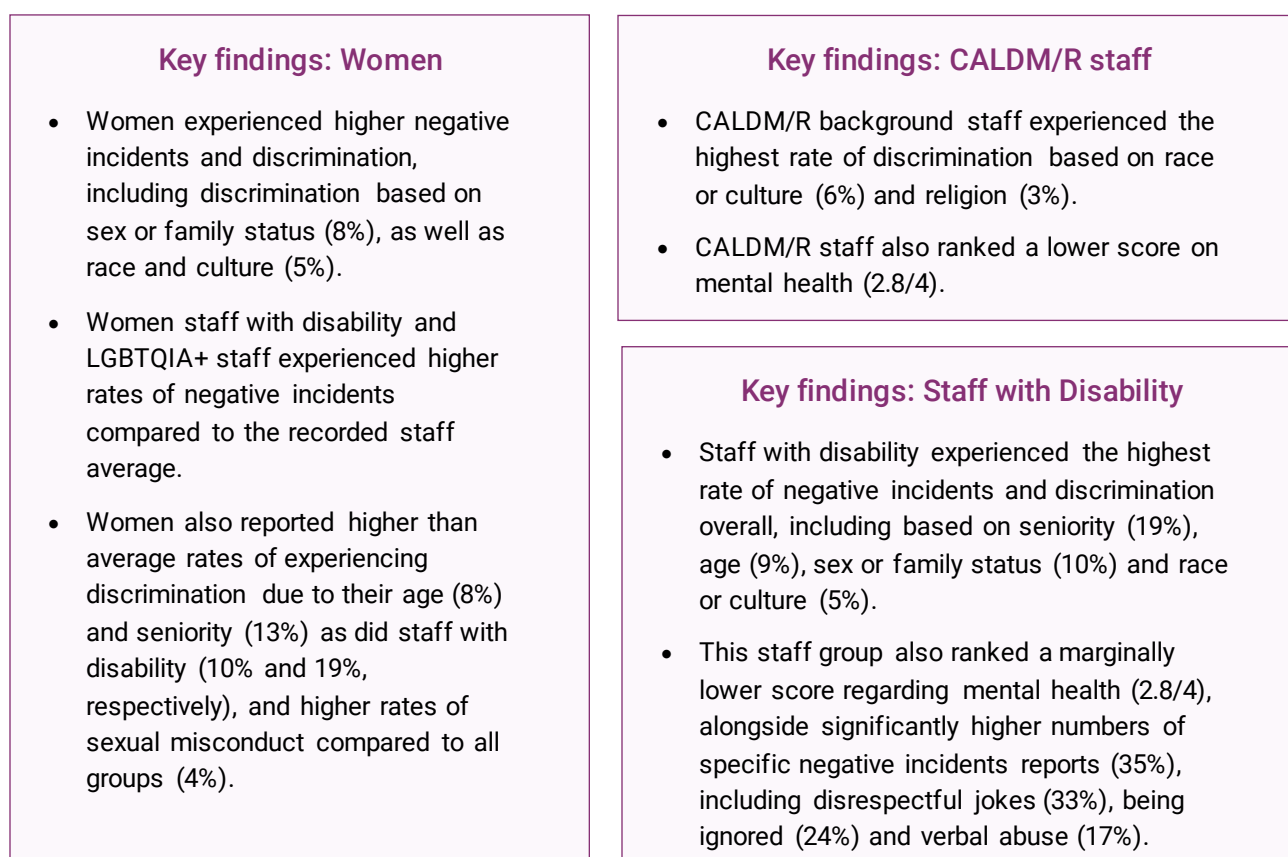 Key findings: Women
• Women experienced higher negative
incidents and discrimination,
including discrimination based on
sex or family status (8%), as well as
race and culture (5%).
• Women staff with disability and
LGBTQIA+ staff experienced higher
rates of negative incidents
compared to the recorded staff
average.
• Women also reported higher than
average rates of experiencing
discrimination due to their age (8%)
and seniority (13%) as did staff with
disability (10% and 19%,
respectively), and higher rates of
sexual misconduct compared to all
groups (4%).
Key findings: CALDM/R staff
• CALDM/R background staff experienced the
highest rate of discrimination based on race
or culture (6%) and religion (3%).
• CALDM/R staff also ranked a lower score on
mental health (2.8/4).
Key findings: Staff with Disability
• Staff with disability experienced the highest
rate of negative incidents and discrimination
overall, including based on seniority (19%),
age (9%), sex or family status (10%) and race
or culture (5%).
• This staff group also ranked a marginally
lower score regarding mental health (2.8/4),
alongside significantly higher numbers of
specific negative incidents reports (35%),
including disrespectful jokes (33%), being
ignored (24%) and verbal abuse (17%).